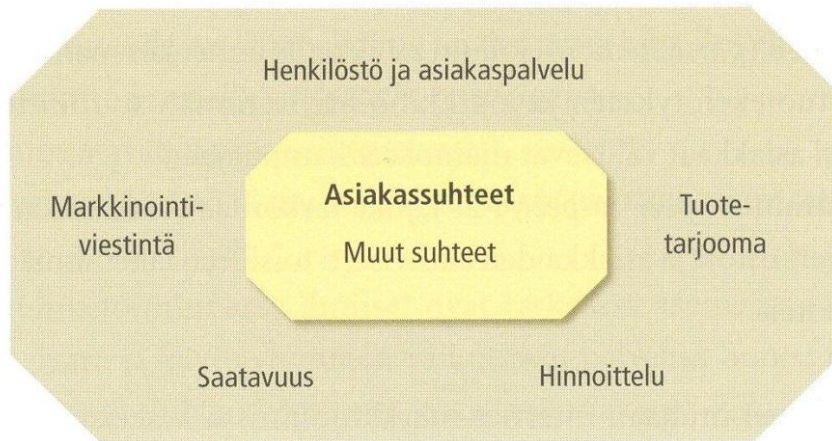 Henkilöstö ja asiakaspalvelu
Asiakassuhteet
Muut suhteet
Markkinointi-
viestintä
Tuote-
tarjooma
Saatavuus
Hinnoittelu